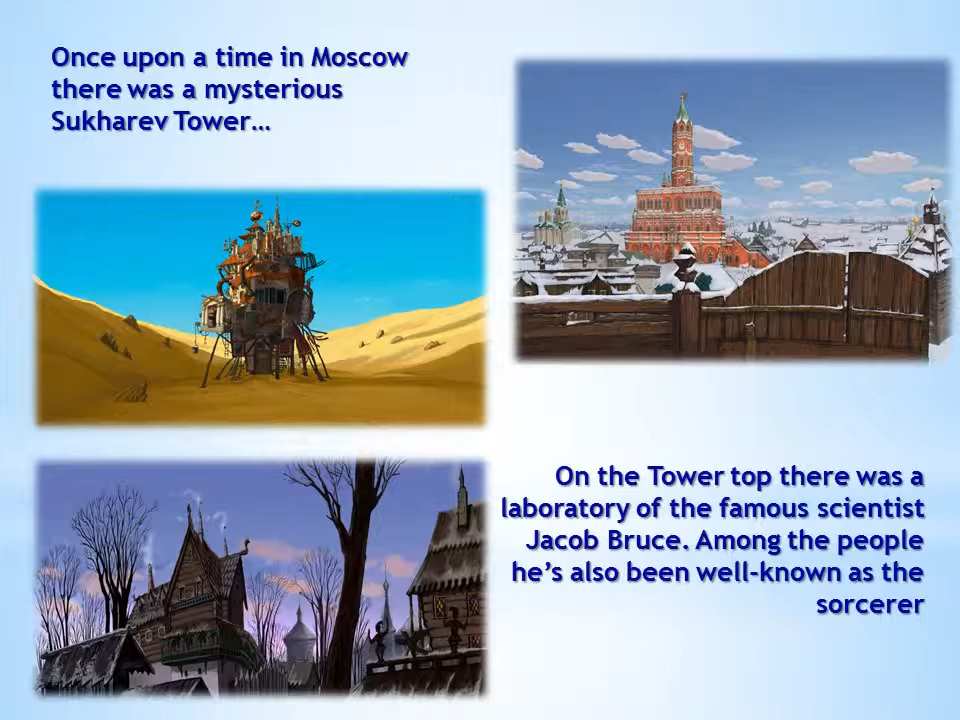 Once upon a time in Moscow
there was a mysterious
Sukharev Tower…
On the Tower top there was a
laboratory of the famous scientist
Jacob Bruce. Among the people
he’s also been well-known as the
sorcerer